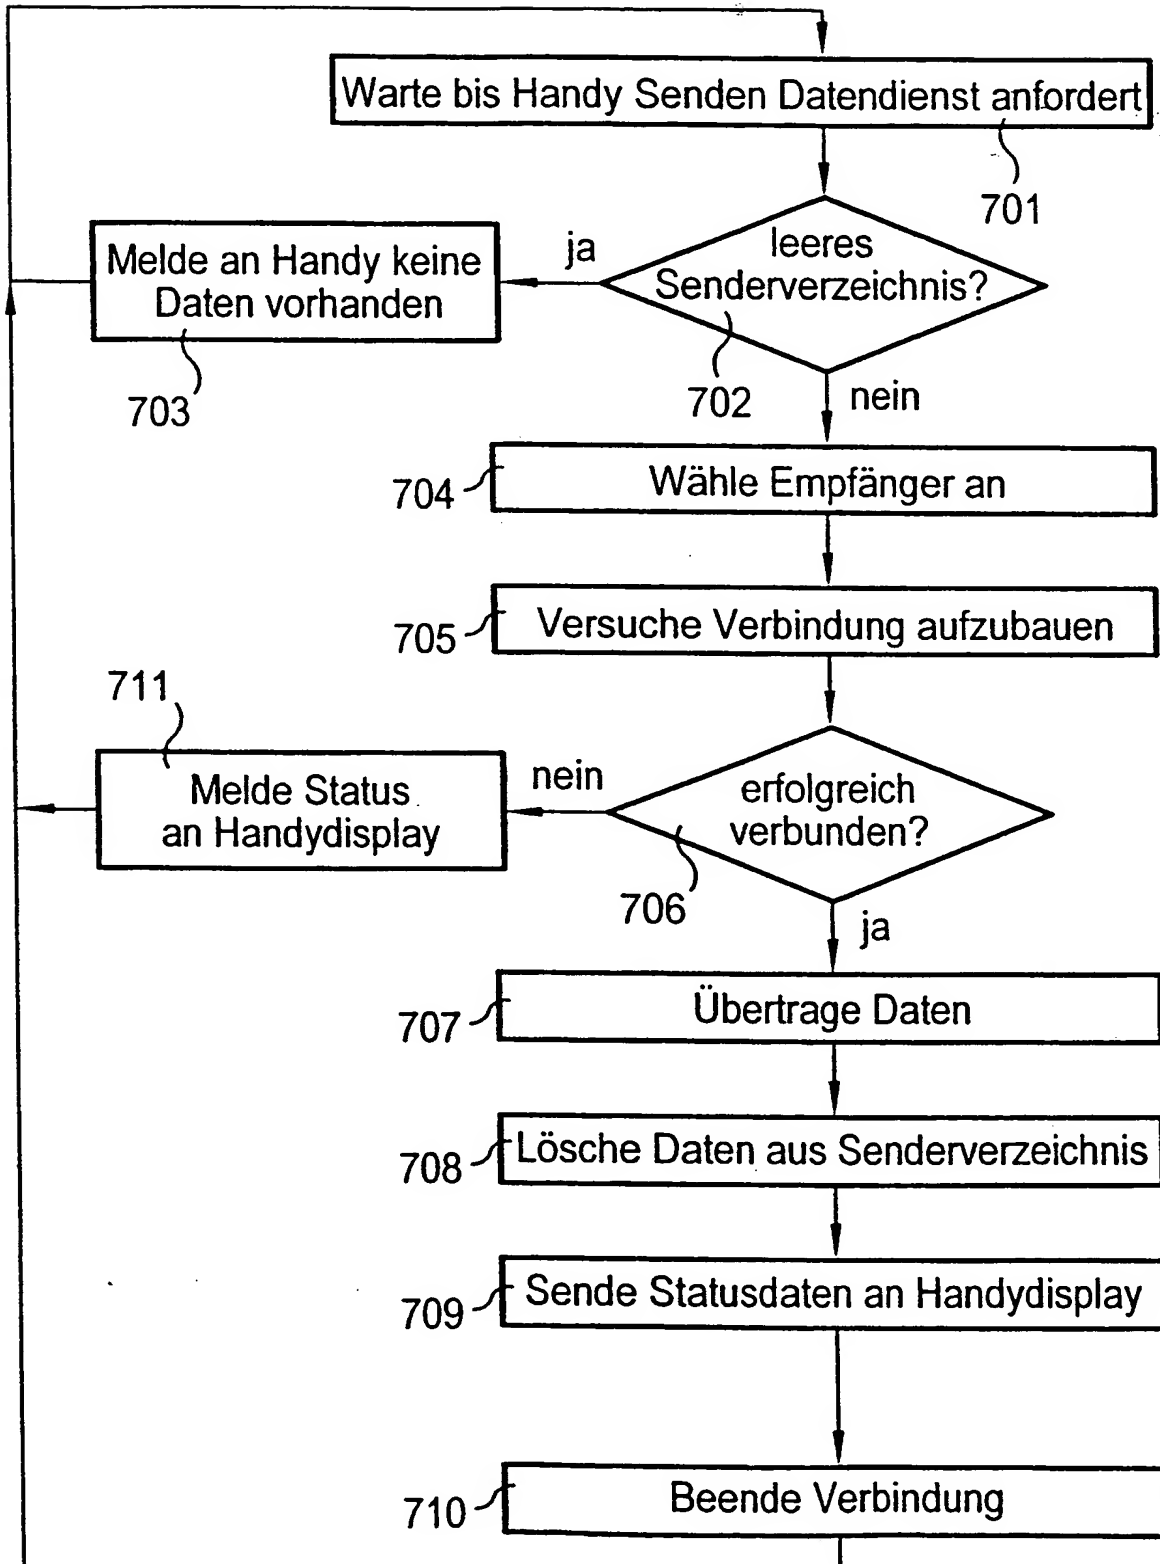 Warte bis Handy Senden Datendienst anfordert
701
leeres
Senderverzeichnis?
702
ja
Melde an Handy keine
Daten vorhanden
703
nein
704
Wähle Empfänger an
705
Versuche Verbindung aufzubauen
711
Melde Status
an Handydisplay
nein
erfolgreich
verbunden?
706
ja
707
Übertrage Daten
708
Lösche Daten aus Senderverzeichnis
709
Sende Statusdaten an Handydisplay
710
Beende Verbindung